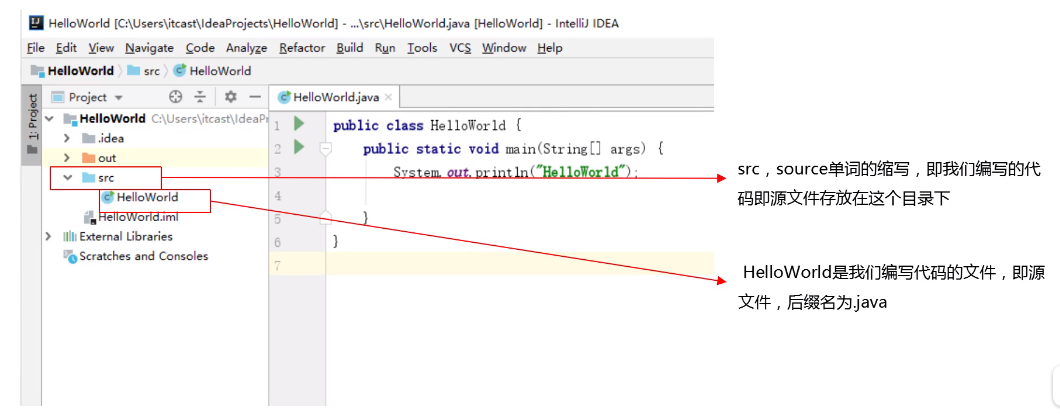 HelloWorld [C:\Users\itcast\IdeaProjects\HelloWorld] - ...\src\HelloWorld.java [HelloWorld] - IntelliJ IDEA
File Edit View Navigate Code Analyze Refactor Build Run Tools VCS Window Help
HelloWorld src HelloWorld
1: Project
Project
HelloWorld C:\Users\itcast\IdeaPr
.idea
out
src
HelloWorld
HelloWorld.iml
External Libraries
Scratches and Consoles
HelloWorld.java
1 public class HelloWorld {
2 public static void main(String[] args) {
3 System.out.println("HelloWorld");
4
5 }
6 }
7
src，source单词的缩写，即我们编写的代
码即源文件存放在这个目录下
HelloWorld是我们编写代码的文件，即源
文件，后缀名为.java